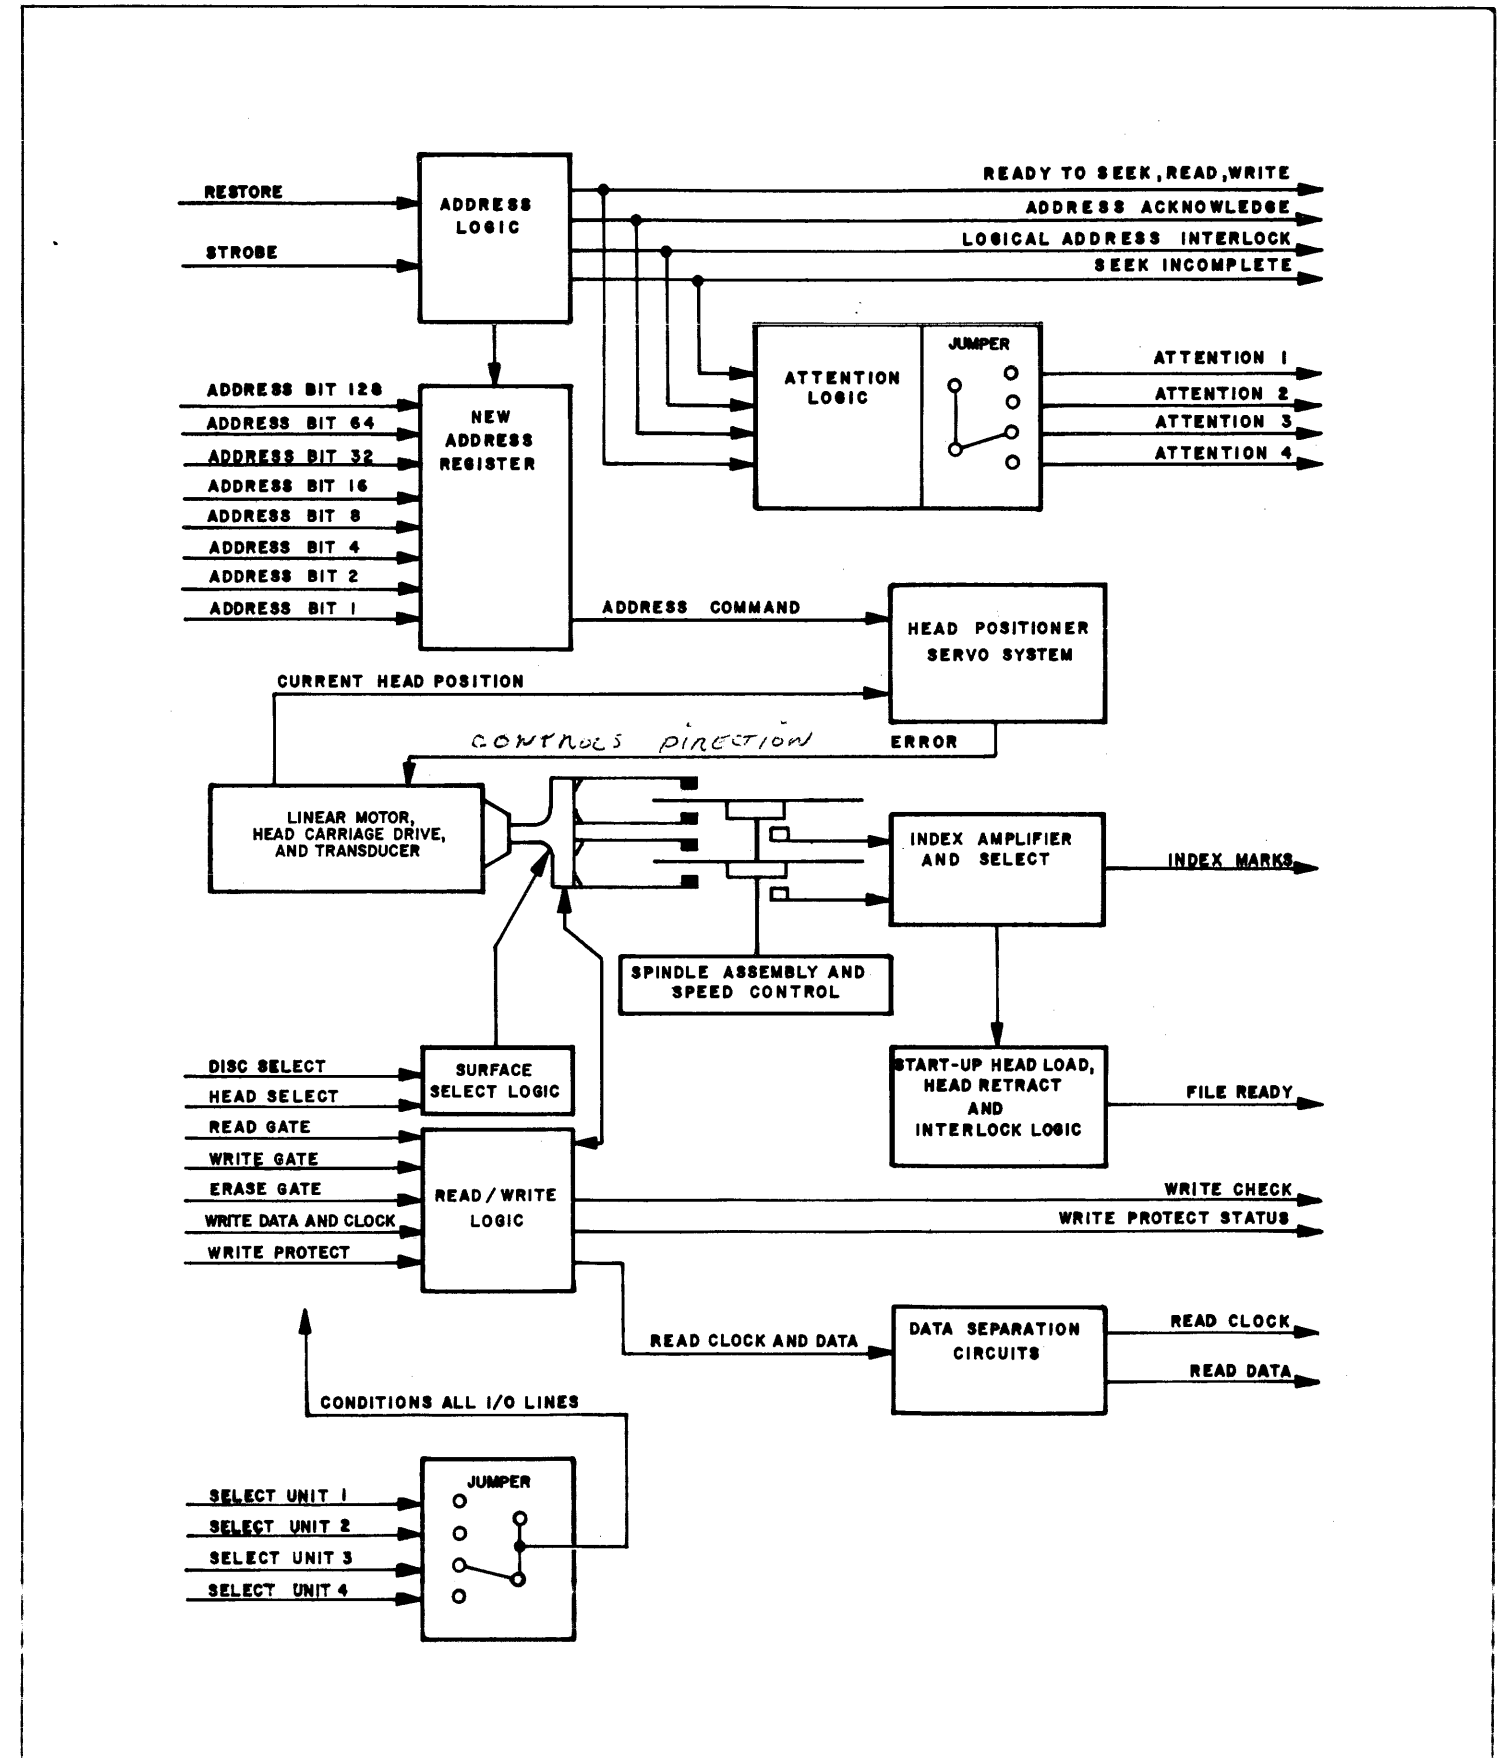 READY TO SEEK, READ, WRITE
RESTORE
ADDRESS LOGIC
ADDRESS ACKNOWLEDGE
STROBE
LOGICAL ADDRESS INTERLOCK
SEEK INCOMPLETE
JUMPER
ATTENTION LOGIC
ATTENTION 1
ATTENTION 2
ATTENTION 3
ATTENTION 4
ADDRESS BIT 128
ADDRESS BIT 64
ADDRESS BIT 32
ADDRESS BIT 16
ADDRESS BIT 8
ADDRESS BIT 4
ADDRESS BIT 2
ADDRESS BIT 1
NEW
ADDRESS
REGISTER
ADDRESS COMMAND
HEAD POSITIONER
SERVO SYSTEM
CURRENT HEAD POSITION
CONTROLS DIRECTION
ERROR
LINEAR MOTOR,
HEAD CARRIAGE DRIVE,
AND TRANSDUCER
INDEX AMPLIFIER
AND SELECT
INDEX MARKS
SPINDLE ASSEMBLY AND
SPEED CONTROL
DISC SELECT
HEAD SELECT
SURFACE
SELECT LOGIC
START-UP HEAD LOAD,
HEAD RETRACT
AND
INTERLOCK LOGIC
FILE READY
READ GATE
WRITE GATE
ERASE GATE
WRITE DATA AND CLOCK
WRITE PROTECT
READ/WRITE
LOGIC
WRITE CHECK
WRITE PROTECT STATUS
READ CLOCK AND DATA
DATA SEPARATION
CIRCUITS
READ CLOCK
READ DATA
CONDITIONS ALL I/O LINES
JUMPER
SELECT UNIT 1
SELECT UNIT 2
SELECT UNIT 3
SELECT UNIT 4